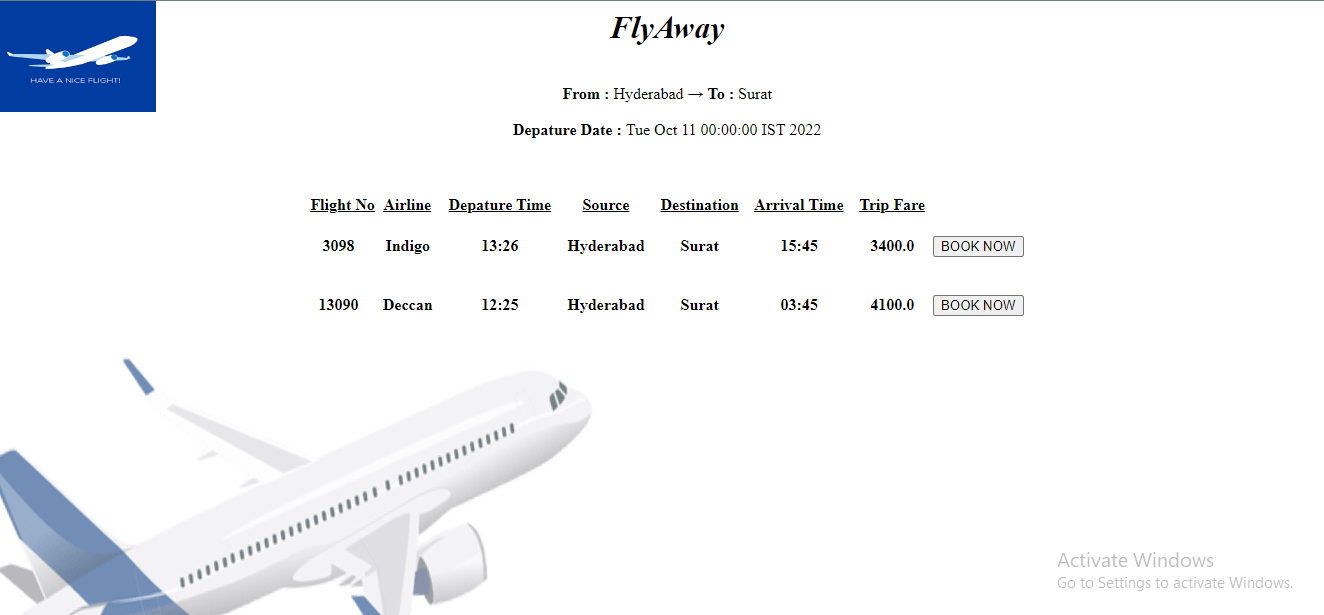 FlyAway
HAVE A NICE FLIGHT!
From : Hyderabad → To : Surat
Depature Date : Tue Oct 11 00:00:00 IST 2022
Flight No Airline Depature Time Source Destination Arrival Time Trip Fare
3098 Indigo 13:26 Hyderabad Surat 15:45 3400.0 BOOK NOW
13090 Deccan 12:25 Hyderabad Surat 03:45 4100.0 BOOK NOW
Activate Windows
Go to Settings to activate Windows.